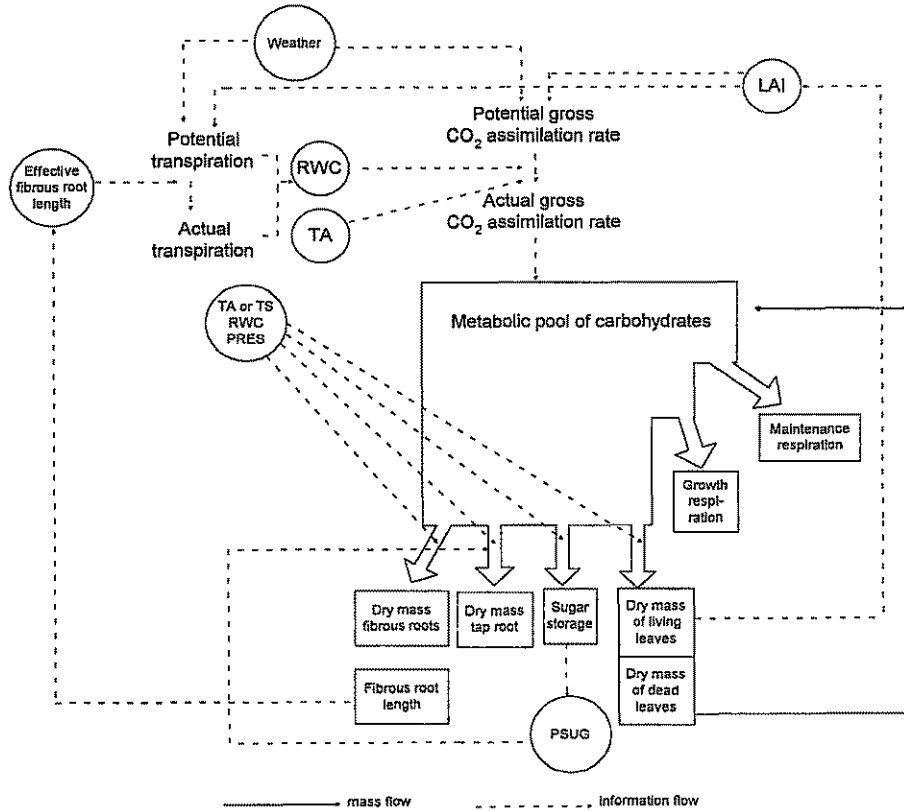 Weather
LAI
Potential gross
CO₂ assimilation rate
Potential
transpiration
Effective
fibrous root
length
RWC
Actual
transpiration
TA
Actual gross
CO₂ assimilation rate
TA or TS
RWC
PRES
Metabolic pool of carbohydrates
Maintenance
respiration
Growth
respi-
ration
Dry mass
fibrous roots
Dry mass
tap root
Sugar
storage
Dry mass
of living
leaves
Fibrous root
length
Dry mass
of dead
leaves
PSUG
mass flow
information flow